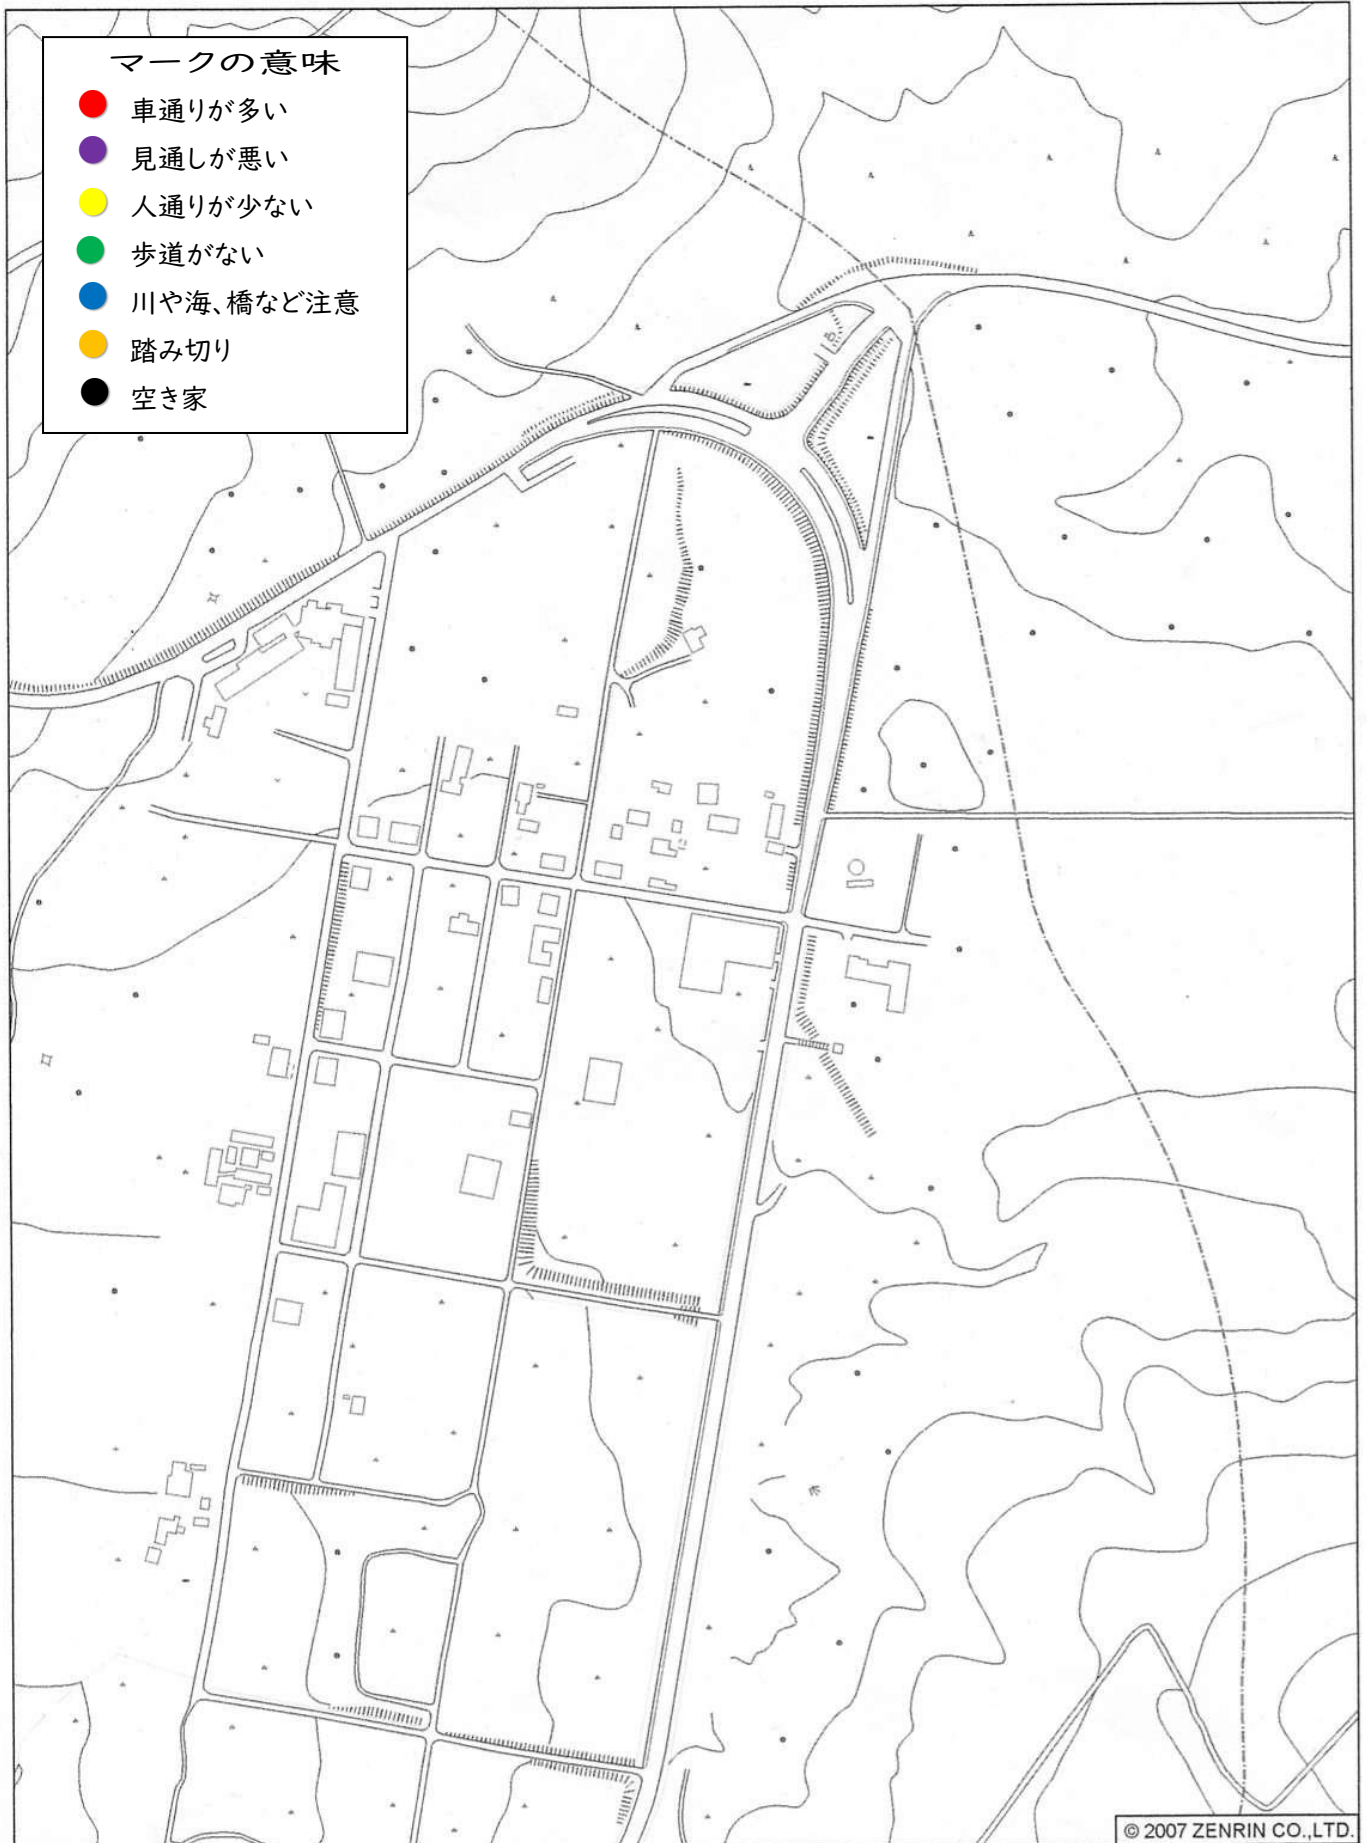 マークの意味
車通りが多い
見通しが悪い
人通りが少ない
歩道がない
川や海、橋など注意
踏み切り
空き家
© 2007 ZENRIN CO.,LTD.